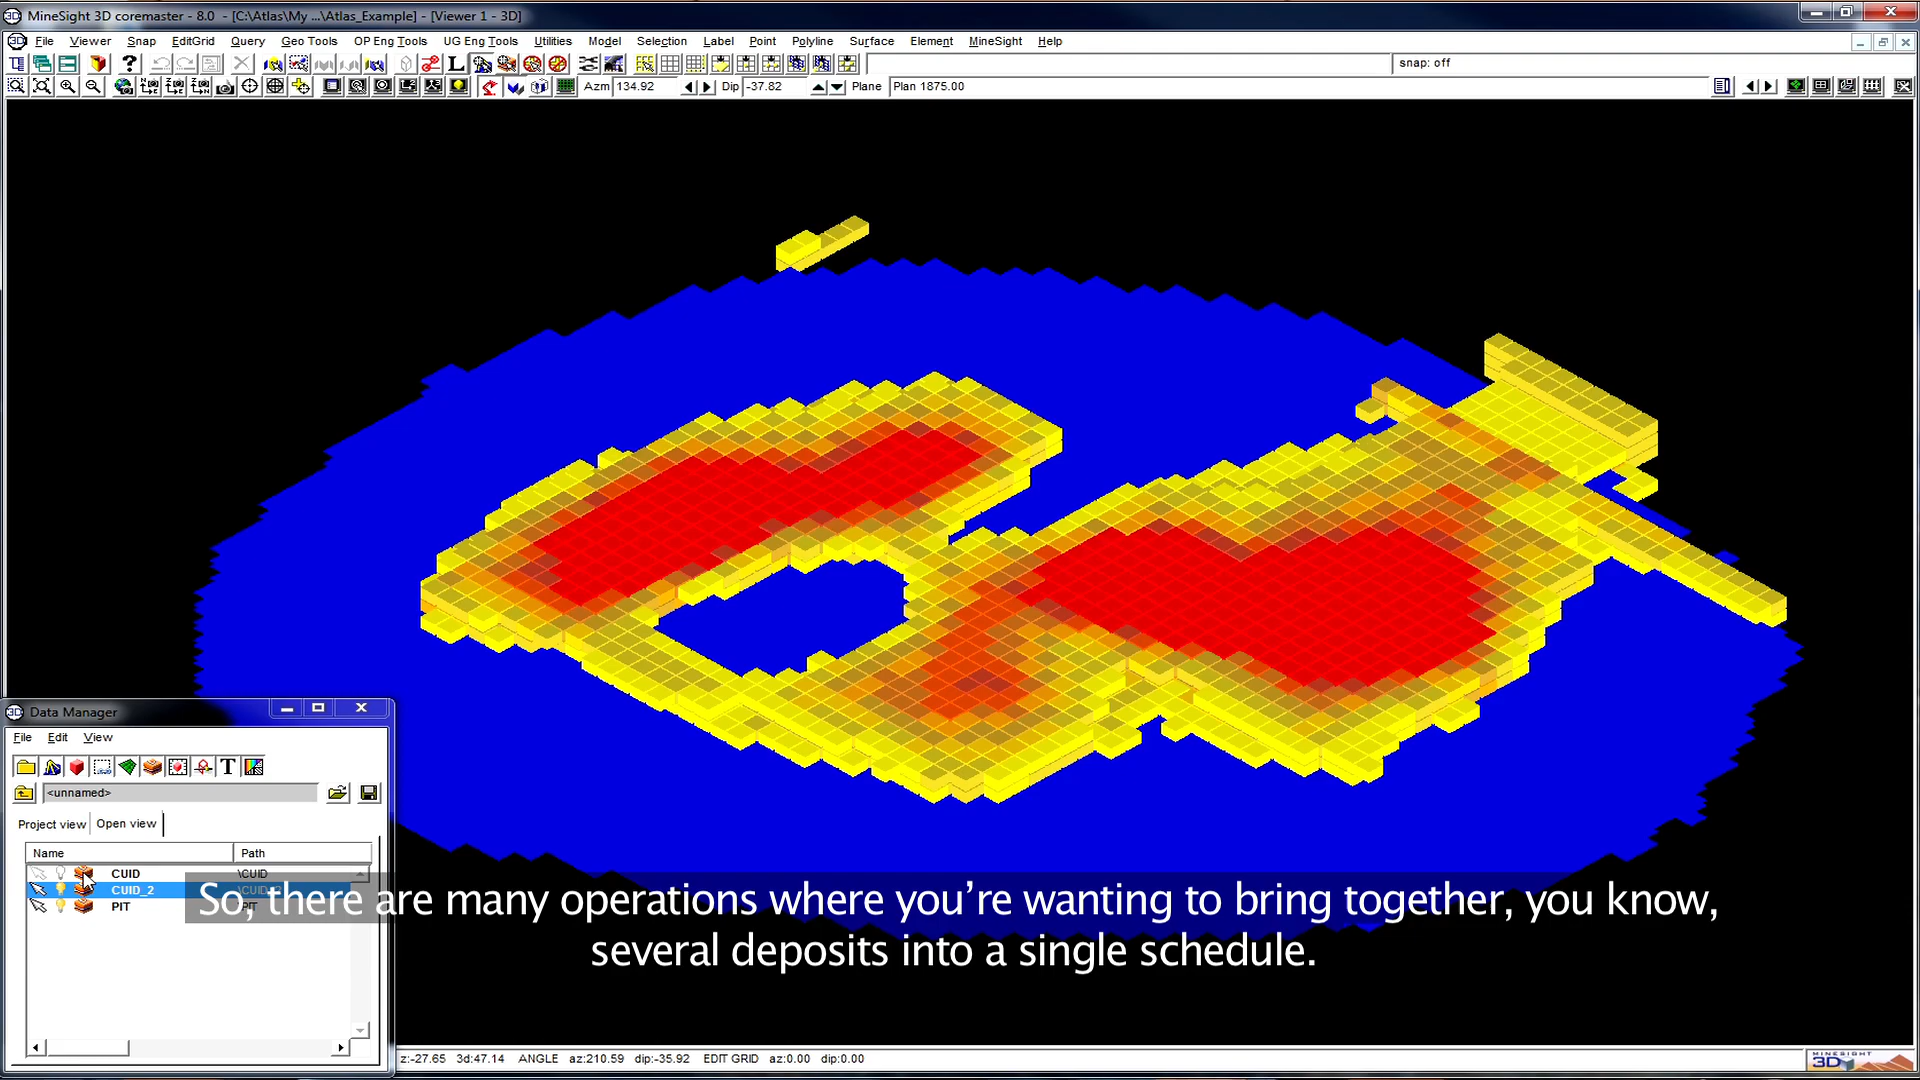 MineSight 3D coremaster - 8.0 - [C:\Atlas\My ...\Atlas_Example] - [Viewer 1 - 3D]
File Viewer Snap EditGrid Query Geo Tools OP Eng Tools UG Eng Tools Utilities Model Selection Label Point Polyline Surface Element MineSight Help
snap: off
Azm 134.92 Dip -37.82 Plane Plan 1875.00
Data Manager
File Edit View
<unnamed>
Project view Open view
Name Path
CUID \CUID
CUID_2
PIT
So, there are many operations where you're wanting to bring together, you know,
several deposits into a single schedule.
z:-27.65 3d:47.14 ANGLE az:210.59 dip:-35.92 EDIT GRID az:0.00 dip:0.00
MINESIGHT
3D